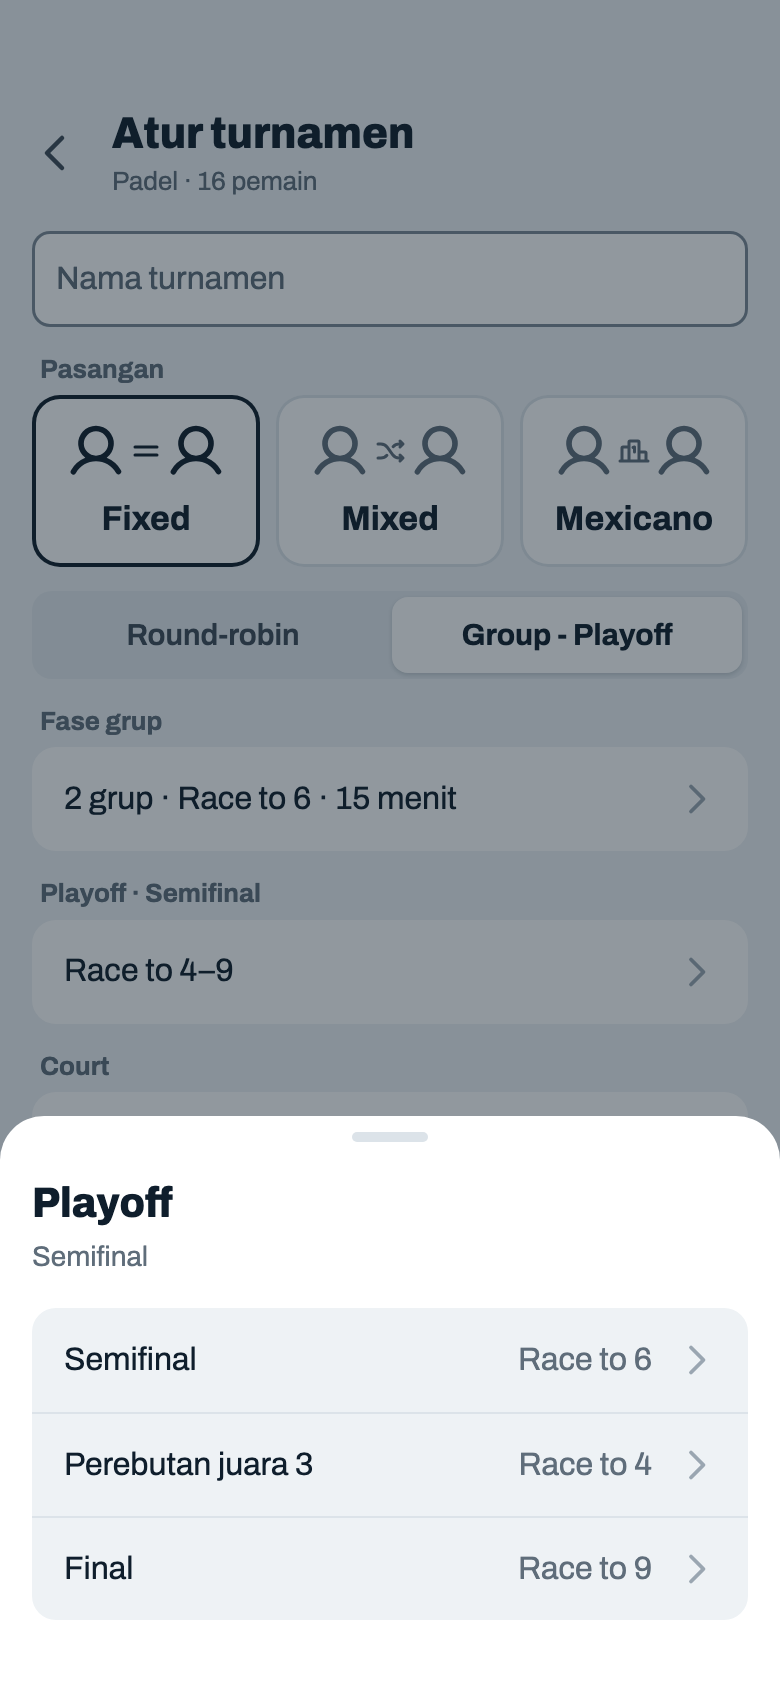 Atur turnamen
Padel · 16 pemain
Nama turnamen
Pasangan
Fixed
Mixed
Mexicano
Round-robin
Group - Playoff
Fase grup
2 grup · Race to 6 · 15 menit
Playoff · Semifinal
Race to 4–9
Court
Playoff
Semifinal
Semifinal Race to 6
Perebutan juara 3 Race to 4
Final Race to 9